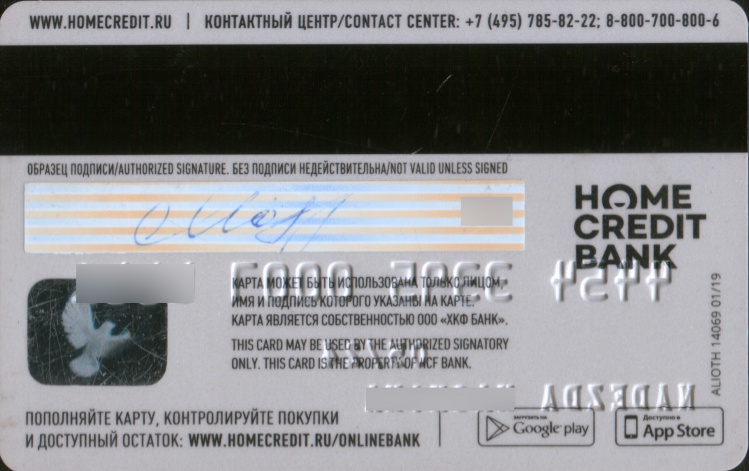 WWW.HOMECREDIT.RU | КОНТАКТНЫЙ ЦЕНТР/CONTACT CENTER: +7 (495) 785-82-22; 8-800-700-800-6
ОБРАЗЕЦ ПОДПИСИ/AUTHORIZED SIGNATURE. БЕЗ ПОДПИСИ НЕДЕЙСТВИТЕЛЬНА/NOT VALID UNLESS SIGNED
HOME
CREDIT
BANK
КАРТА МОЖЕТ БЫТЬ ИСПОЛЬЗОВАНА ТОЛЬКО ЛИЦОМ,
ИМЯ И ПОДПИСЬ КОТОРОГО УКАЗАНЫ НА КАРТЕ.
КАРТА ЯВЛЯЕТСЯ СОБСТВЕННОСТЬЮ ООО «ХКФ БАНК».
THIS CARD MAY BE USED BY THE AUTHORIZED SIGNATORY
ONLY. THIS CARD IS THE PROPERTY OF HCF BANK.
ALIOTH 14069 01/19
NADEZDA
ПОПОЛНЯЙТЕ КАРТУ, КОНТРОЛИРУЙТЕ ПОКУПКИ
И ДОСТУПНЫЙ ОСТАТОК: WWW.HOMECREDIT.RU/ONLINEBANK
ЗАГРУЗИТЕ НА
Google play
Доступно в
App Store